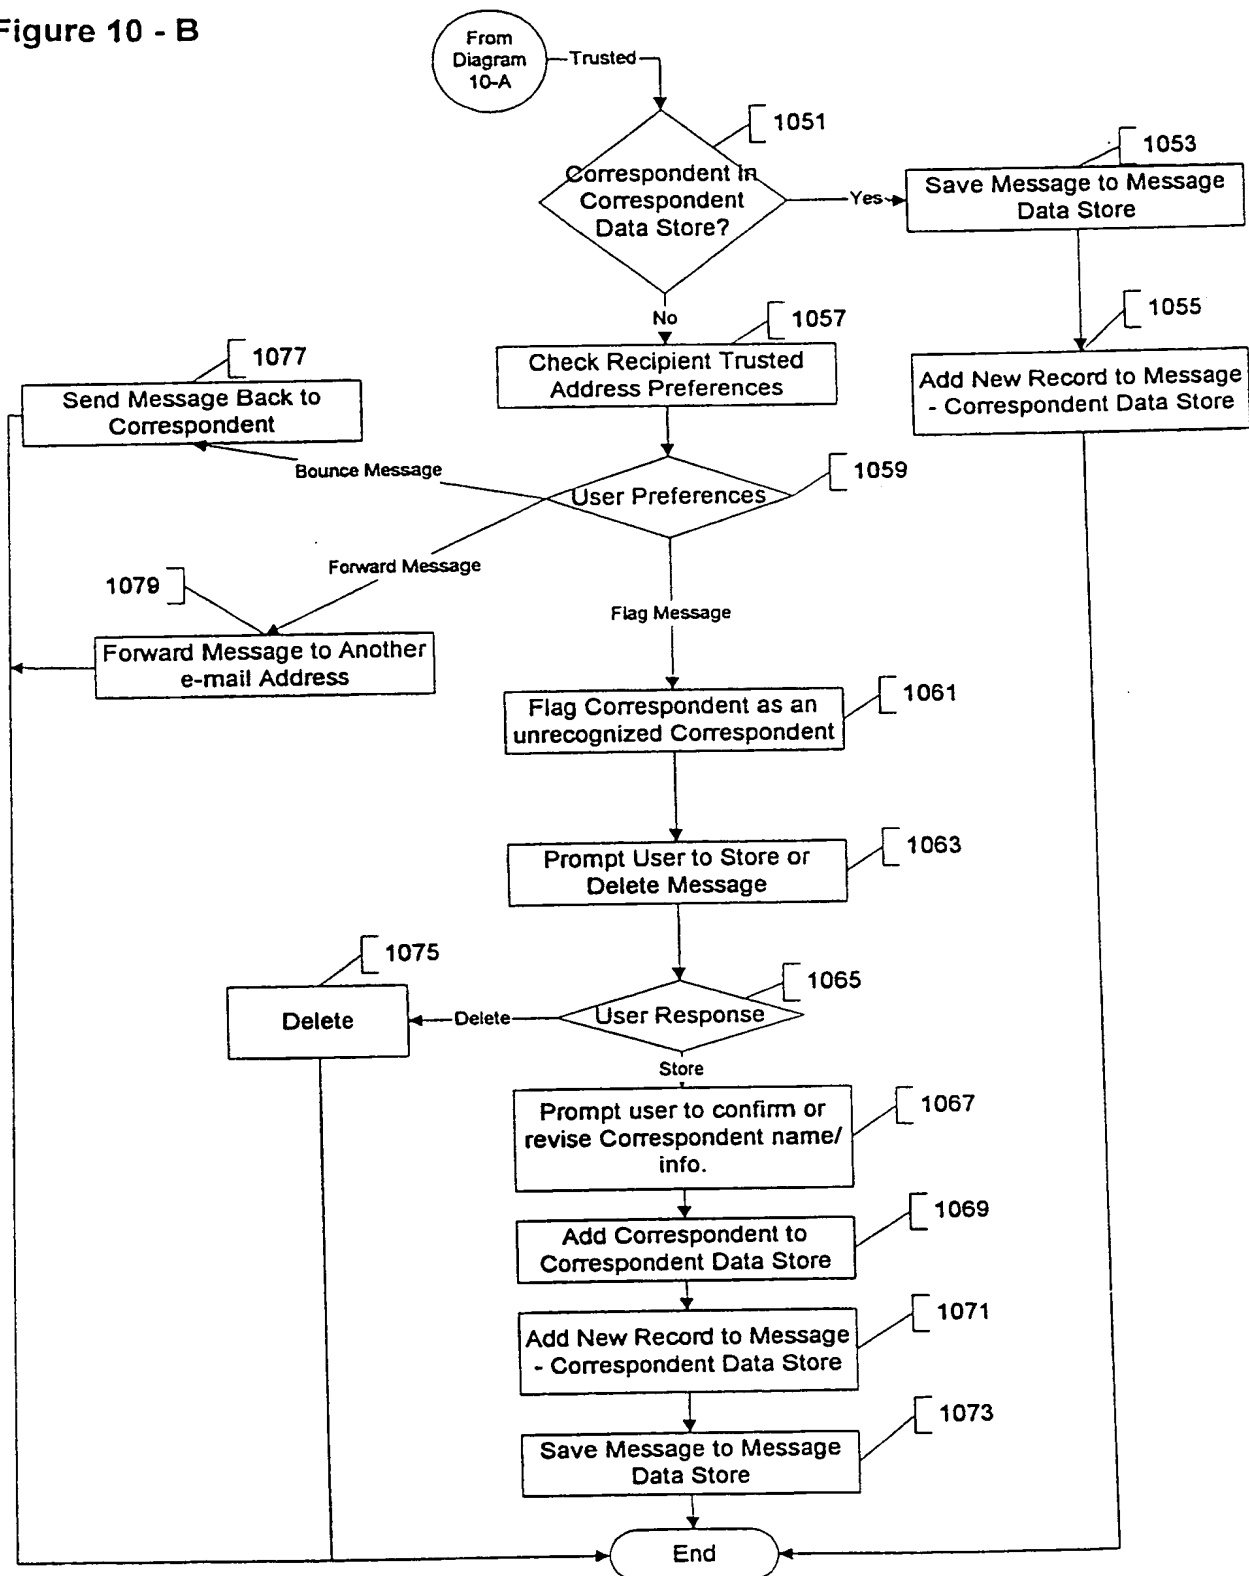 Figure 10 - B
From
Diagram
10-A
Trusted
1051
Correspondent in
Correspondent
Data Store?
Yes
1053
Save Message to Message
Data Store
1055
Add New Record to Message
- Correspondent Data Store
No
1057
Check Recipient Trusted
Address Preferences
1077
Send Message Back to
Correspondent
Bounce Message
User Preferences
1059
Forward Message
1079
Forward Message to Another
e-mail Address
Flag Message
Flag Correspondent as an
unrecognized Correspondent
1061
Prompt User to Store or
Delete Message
1063
1075
Delete
Delete
User Response
1065
Store
Prompt user to confirm or
revise Correspondent name/
info.
1067
Add Correspondent to
Correspondent Data Store
1069
Add New Record to Message
- Correspondent Data Store
1071
Save Message to Message
Data Store
1073
End